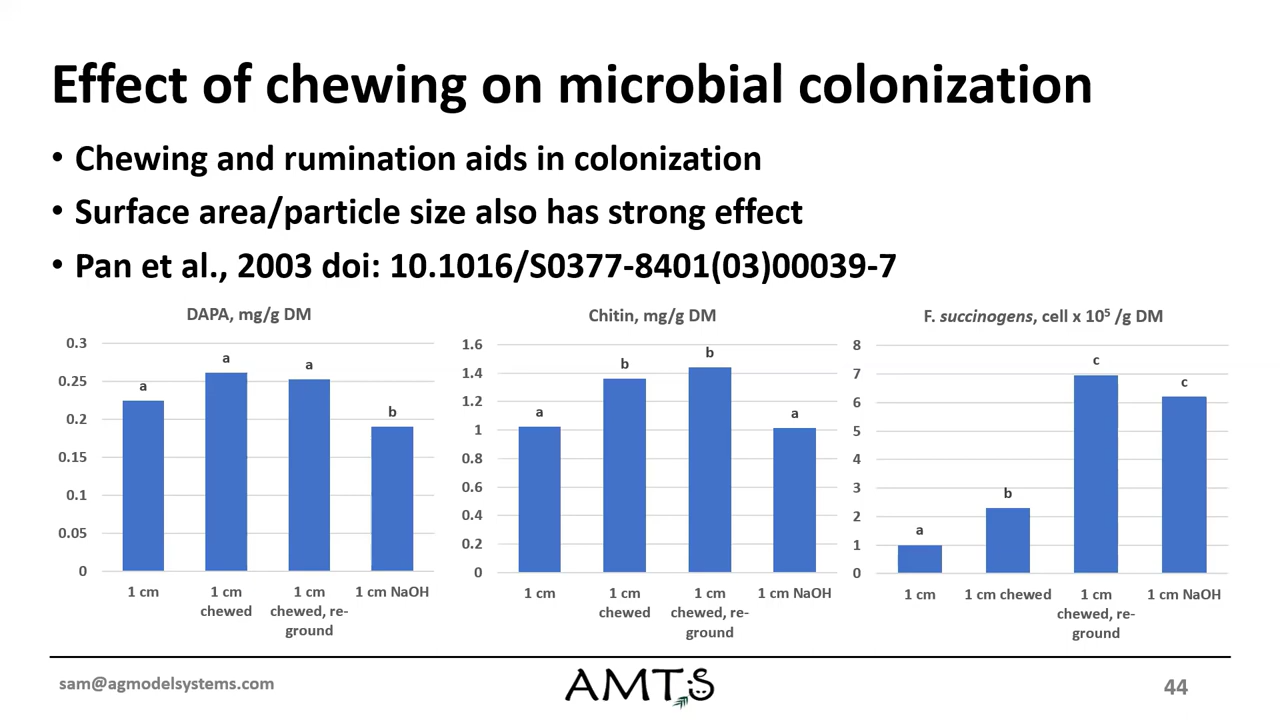 Effect of chewing on microbial colonization
• Chewing and rumination aids in colonization
• Surface area/particle size also has strong effect
• Pan et al., 2003 doi: 10.1016/S0377-8401(03)00039-7
DAPA, mg/g DM
0.3
0.25
0.2
0.15
0.1
0.05
0
a
a
a
b
1 cm
1 cm
chewed
1 cm
chewed, re-
ground
1 cm NaOH
Chitin, mg/g DM
1.6
1.4
1.2
1
0.8
0.6
0.4
0.2
0
a
b
b
a
1 cm
1 cm
chewed
1 cm
chewed, re-
ground
1 cm NaOH
F. succinogens, cell x 10⁵ /g DM
8
7
6
5
4
3
2
1
0
a
b
c
c
1 cm
1 cm chewed
1 cm
chewed, re-
ground
1 cm NaOH
sam@agmodelsystems.com
AMTS
44